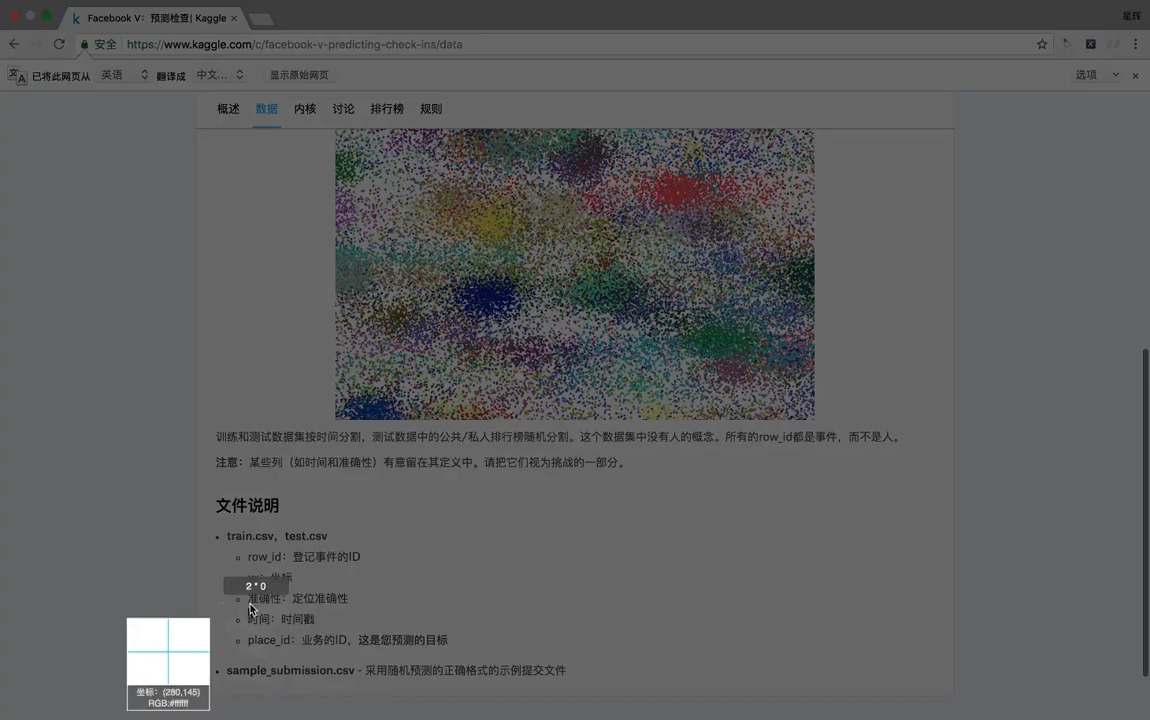 Facebook V：预测检查| Kaggle
星辉
安全 https://www.kaggle.com/c/facebook-v-predicting-check-ins/data
已将此网页从 英语 翻译成 中文... 显示原始网页 选项
概述 数据 内核 讨论 排行榜 规则
训练和测试数据集按时间分割，测试数据中的公共/私人排行榜随机分割。这个数据集中没有人的概念。所有的row_id都是事件，而不是人。
注意：某些列（如时间和准确性）有意留在其定义中。请把它们视为挑战的一部分。
文件说明
train.csv，test.csv
row_id：登记事件的ID
坐标
2 * 0
准确性：定位准确性
时间：时间戳
place_id：业务的ID，这是您预测的目标
sample_submission.csv - 采用随机预测的正确格式的示例提交文件
坐标：(280,145)
RGB:#ffffff